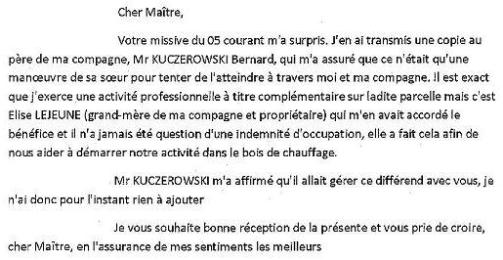 Cher Maître,
Votre missive du 05 courant m'a surpris. J'en ai transmis une copie au
père de ma compagne, Mr KUCZEROWSKI Bernard, qui m'a assuré que ce n'était qu'une
manœuvre de sa sœur pour tenter de l'atteindre à travers moi et ma compagne. Il est exact
que j'exerce une activité professionnelle à titre complémentaire sur ladite parcelle mais c'est
Elise LEJEUNE (grand-mère de ma compagne et propriétaire) qui m'en avait accordé le
bénéfice et il n'a jamais été question d'une indemnité d'occupation, elle a fait cela afin de
nous aider à démarrer notre activité dans le bois de chauffage.
Mr KUCZEROWSKI m'a affirmé qu'il allait gérer ce différend avec vous, je
n'ai donc pour l'instant rien à ajouter
Je vous souhaite bonne réception de la présente et vous prie de croire,
cher Maître, en l'assurance de mes sentiments les meilleurs